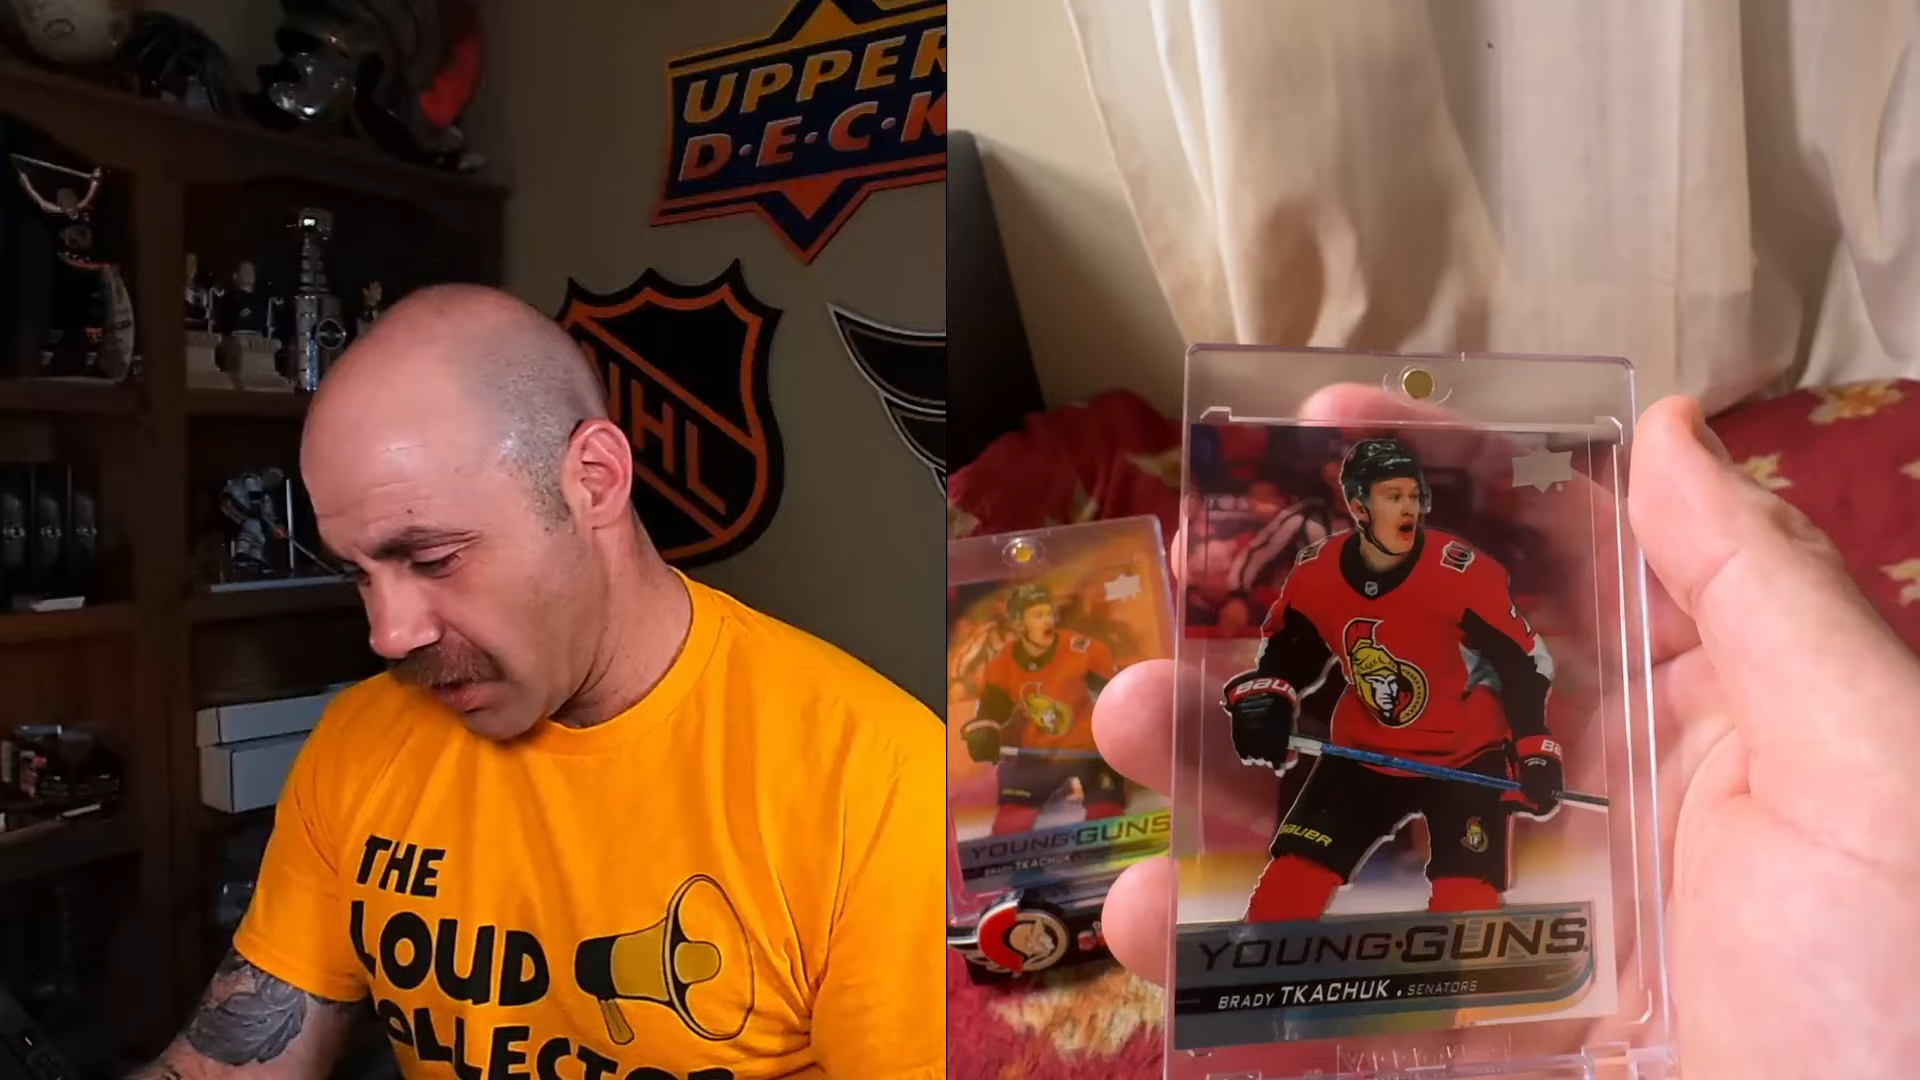 UPPER
D·E·C·K
NHL
THE
LOUD
COLLECTOR
BAUER
YOUNG·GUNS
BRADY TKACHUK
YOUNG·GUNS
BRADY TKACHUK . SENATORS